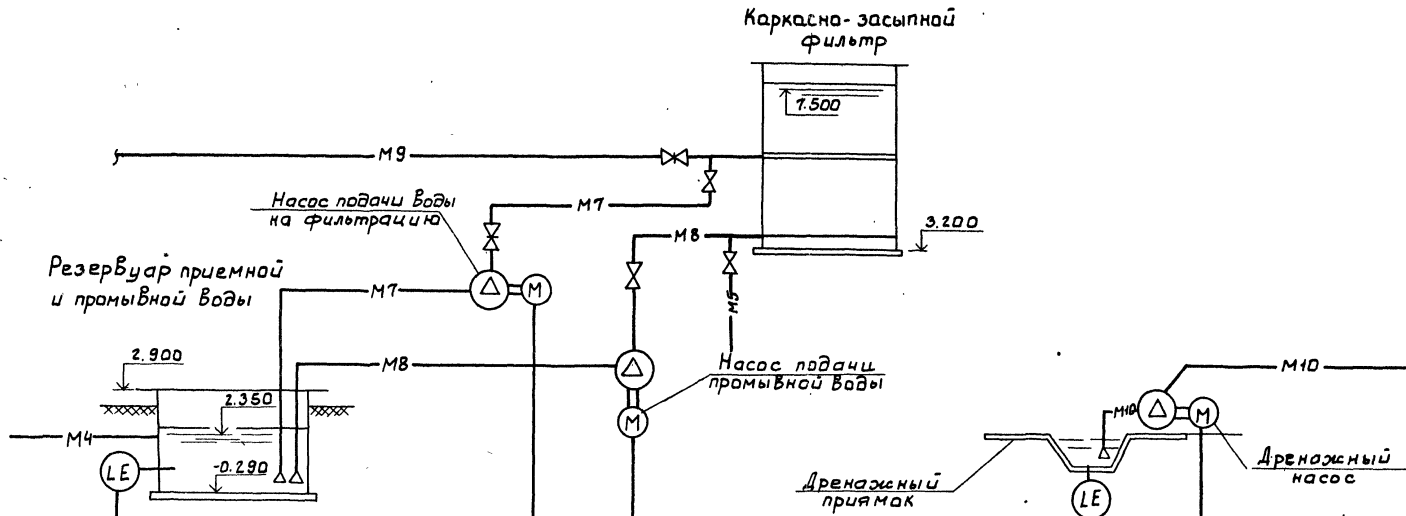 Каркасно-засыпной
фильтр
7.500
М9
Насос подачи воды
на фильтрацию
М7
М8
3.200
Резервуар приемной
и промывной воды
М7
М
М5
2.900
М8
Насос подачи
промывной воды
М10
2.350
М
М10
М
М4
-0.290
LE
Дренажный
приямок
LE
Дренажный
насос